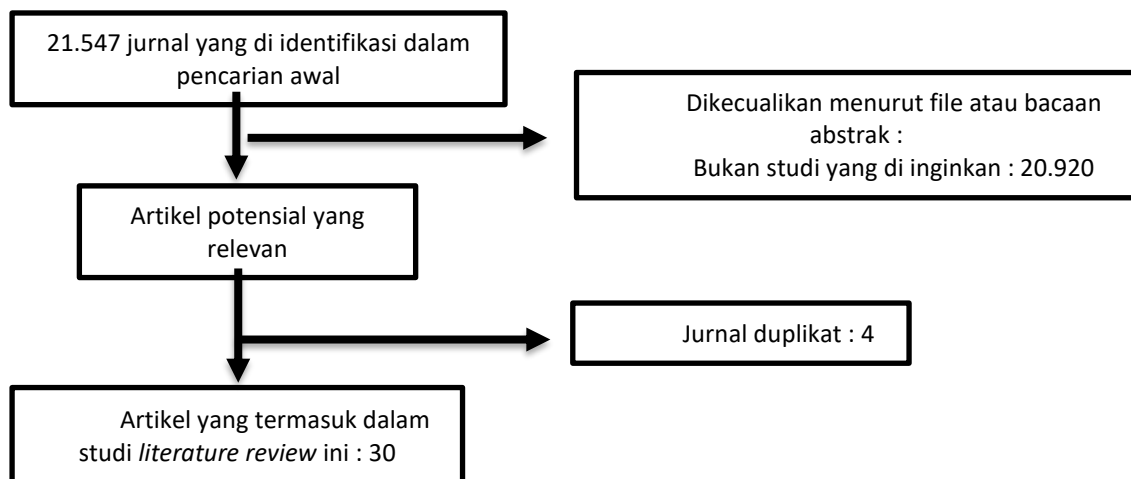 21.547 jurnal yang di identifikasi dalam
pencarian awal
Dikecualikan menurut file atau bacaan
abstrak :
Bukan studi yang di inginkan : 20.920
Artikel potensial yang
relevan
Jurnal duplikat : 4
Artikel yang termasuk dalam
studi literature review ini : 30